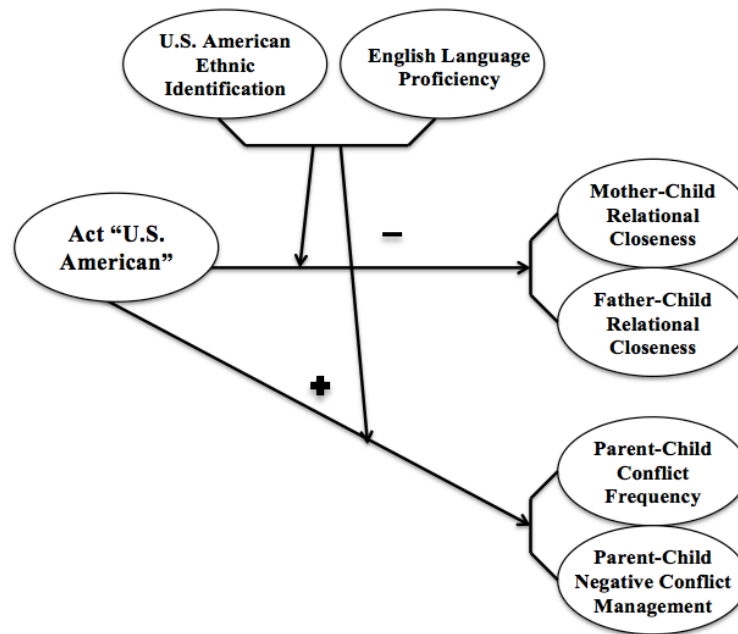 U.S. American
Ethnic
Identification
English Language
Proficiency
Act “U.S.
American”
–
Mother-Child
Relational
Closeness
Father-Child
Relational
Closeness
+
Parent-Child
Conflict
Frequency
Parent-Child
Negative Conflict
Management